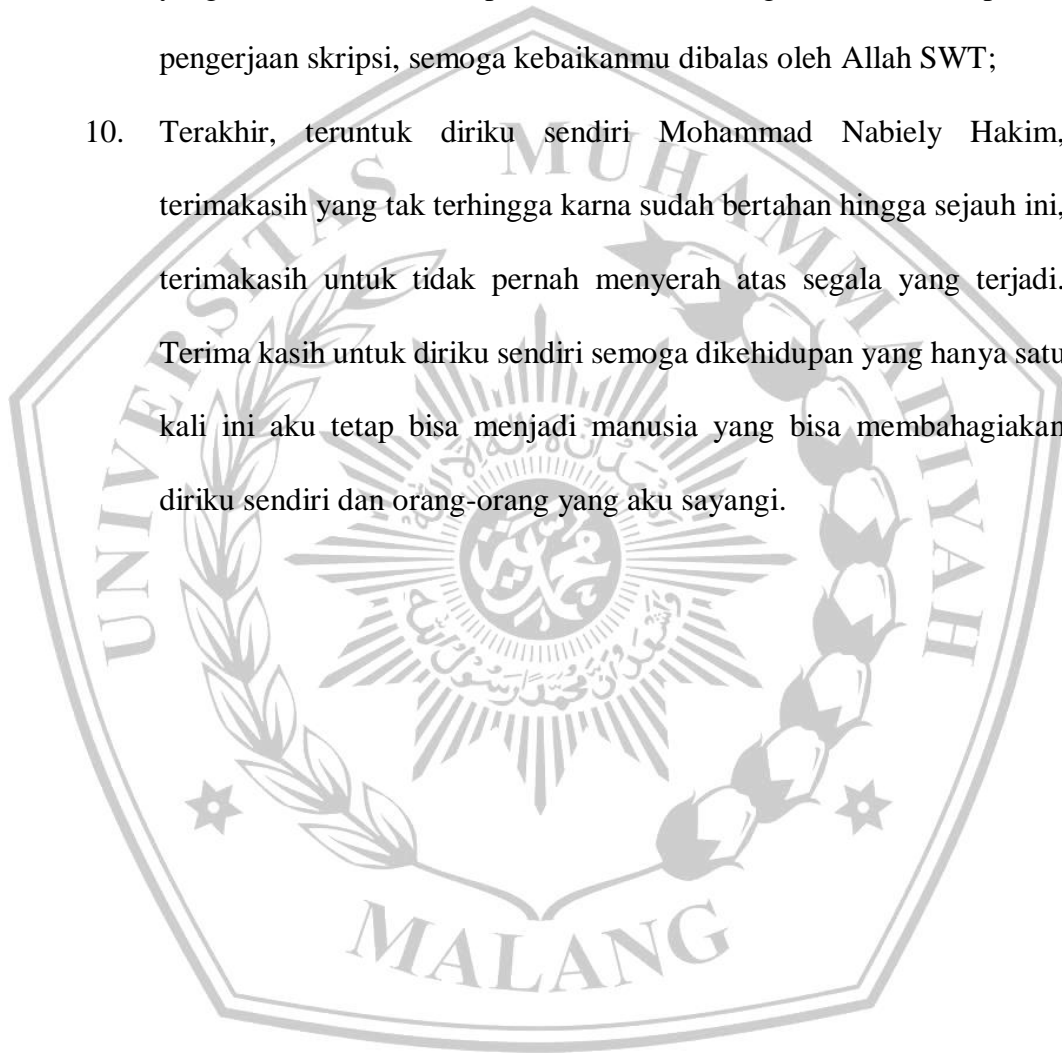 pengerjaan skripsi, semoga kebaikanmu dibalas oleh Allah SWT;
10. Terakhir, teruntuk diriku sendiri Mohammad Nabiely Hakim,
terimakasih yang tak terhingga karna sudah bertahan hingga sejauh ini,
terimakasih untuk tidak pernah menyerah atas segala yang terjadi.
Terima kasih untuk diriku sendiri semoga dikehidupan yang hanya satu
kali ini aku tetap bisa menjadi manusia yang bisa membahagiakan
diriku sendiri dan orang-orang yang aku sayangi.
UNIVERSITAS MUHAMMADIYAH
MALANG